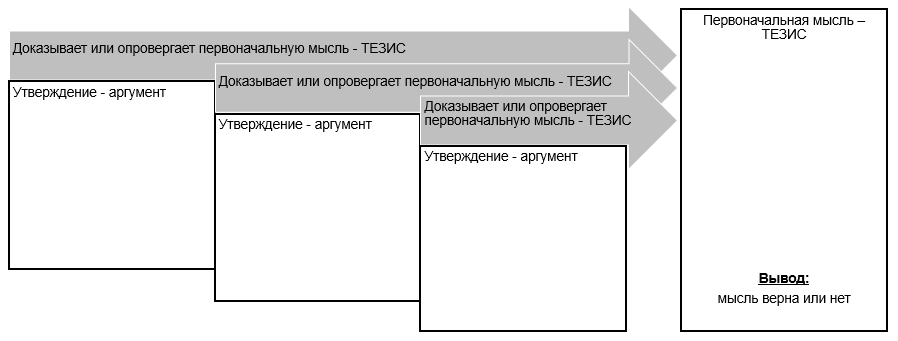 Доказывает или опровергает первоначальную мысль - ТЕЗИС
Утверждение - аргумент
Доказывает или опровергает первоначальную мысль - ТЕЗИС
Утверждение - аргумент
Доказывает или опровергает
первоначальную мысль - ТЕЗИС
Утверждение - аргумент
Первоначальная мысль –
ТЕЗИС
Вывод:
мысль верна или нет